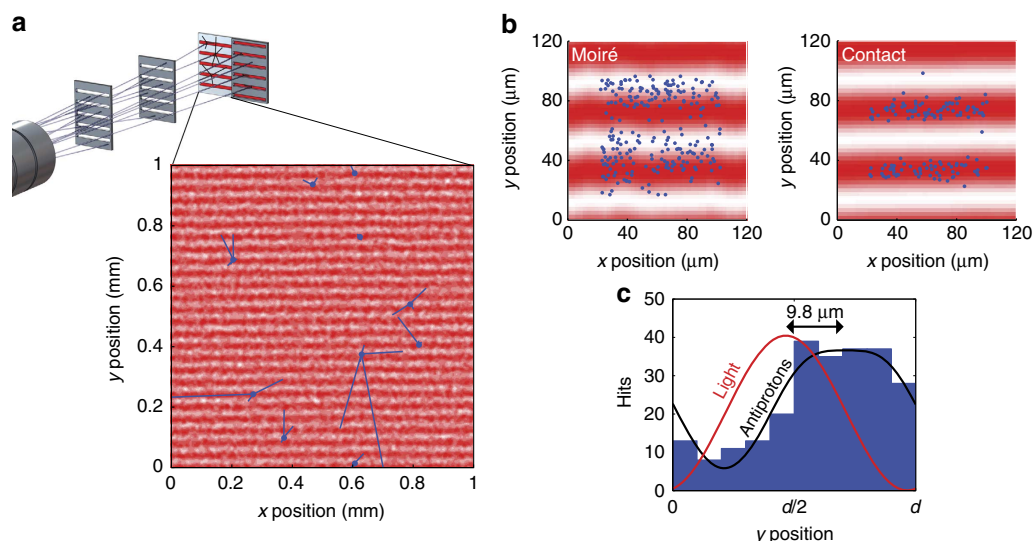 a
1
0.8
0.6
0.4
0.2
0
y position (mm)
0 0.2 0.4 0.6 0.8 1
x position (mm)
b
Moiré
120
80
40
0
y position (μm)
0 40 80 120
x position (μm)
Contact
120
80
40
0
y position (μm)
0 40 80 120
x position (μm)
c
50
40
30
20
10
0
Hits
9.8 μm
Light
Antiprotons
0 d/2 d
y position